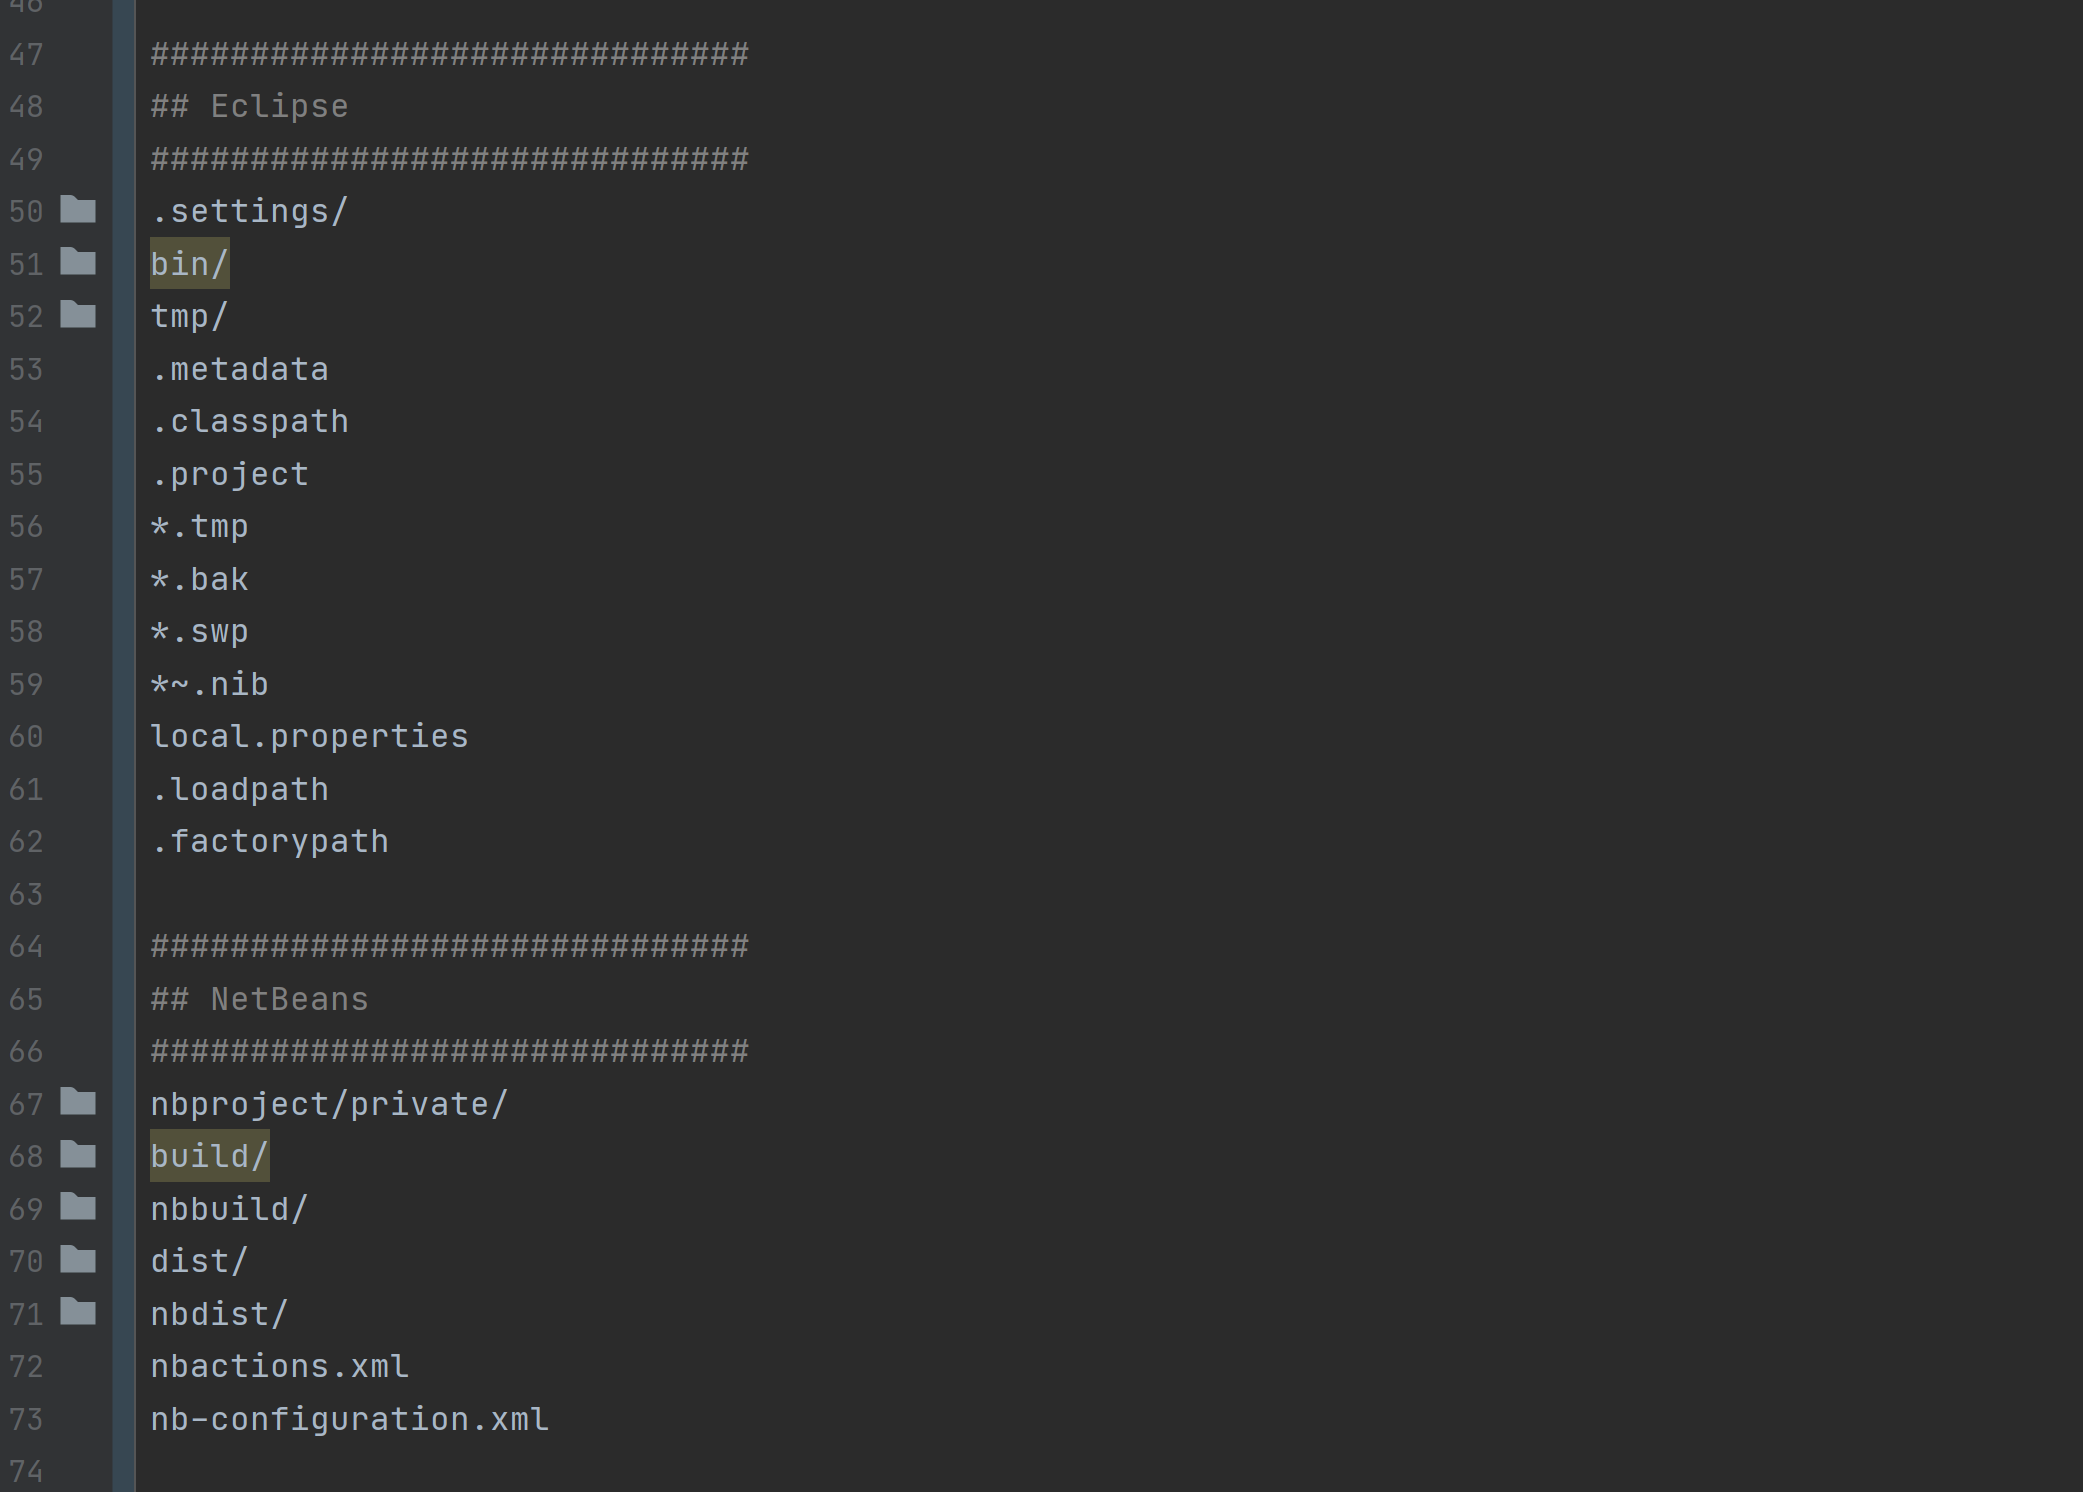 46
47 ##############################
48 ## Eclipse
49 ##############################
50 .settings/
51 bin/
52 tmp/
53 .metadata
54 .classpath
55 .project
56 *.tmp
57 *.bak
58 *.swp
59 *~.nib
60 local.properties
61 .loadpath
62 .factorypath
63
64 ##############################
65 ## NetBeans
66 ##############################
67 nbproject/private/
68 build/
69 nbbuild/
70 dist/
71 nbdist/
72 nbactions.xml
73 nb-configuration.xml
74